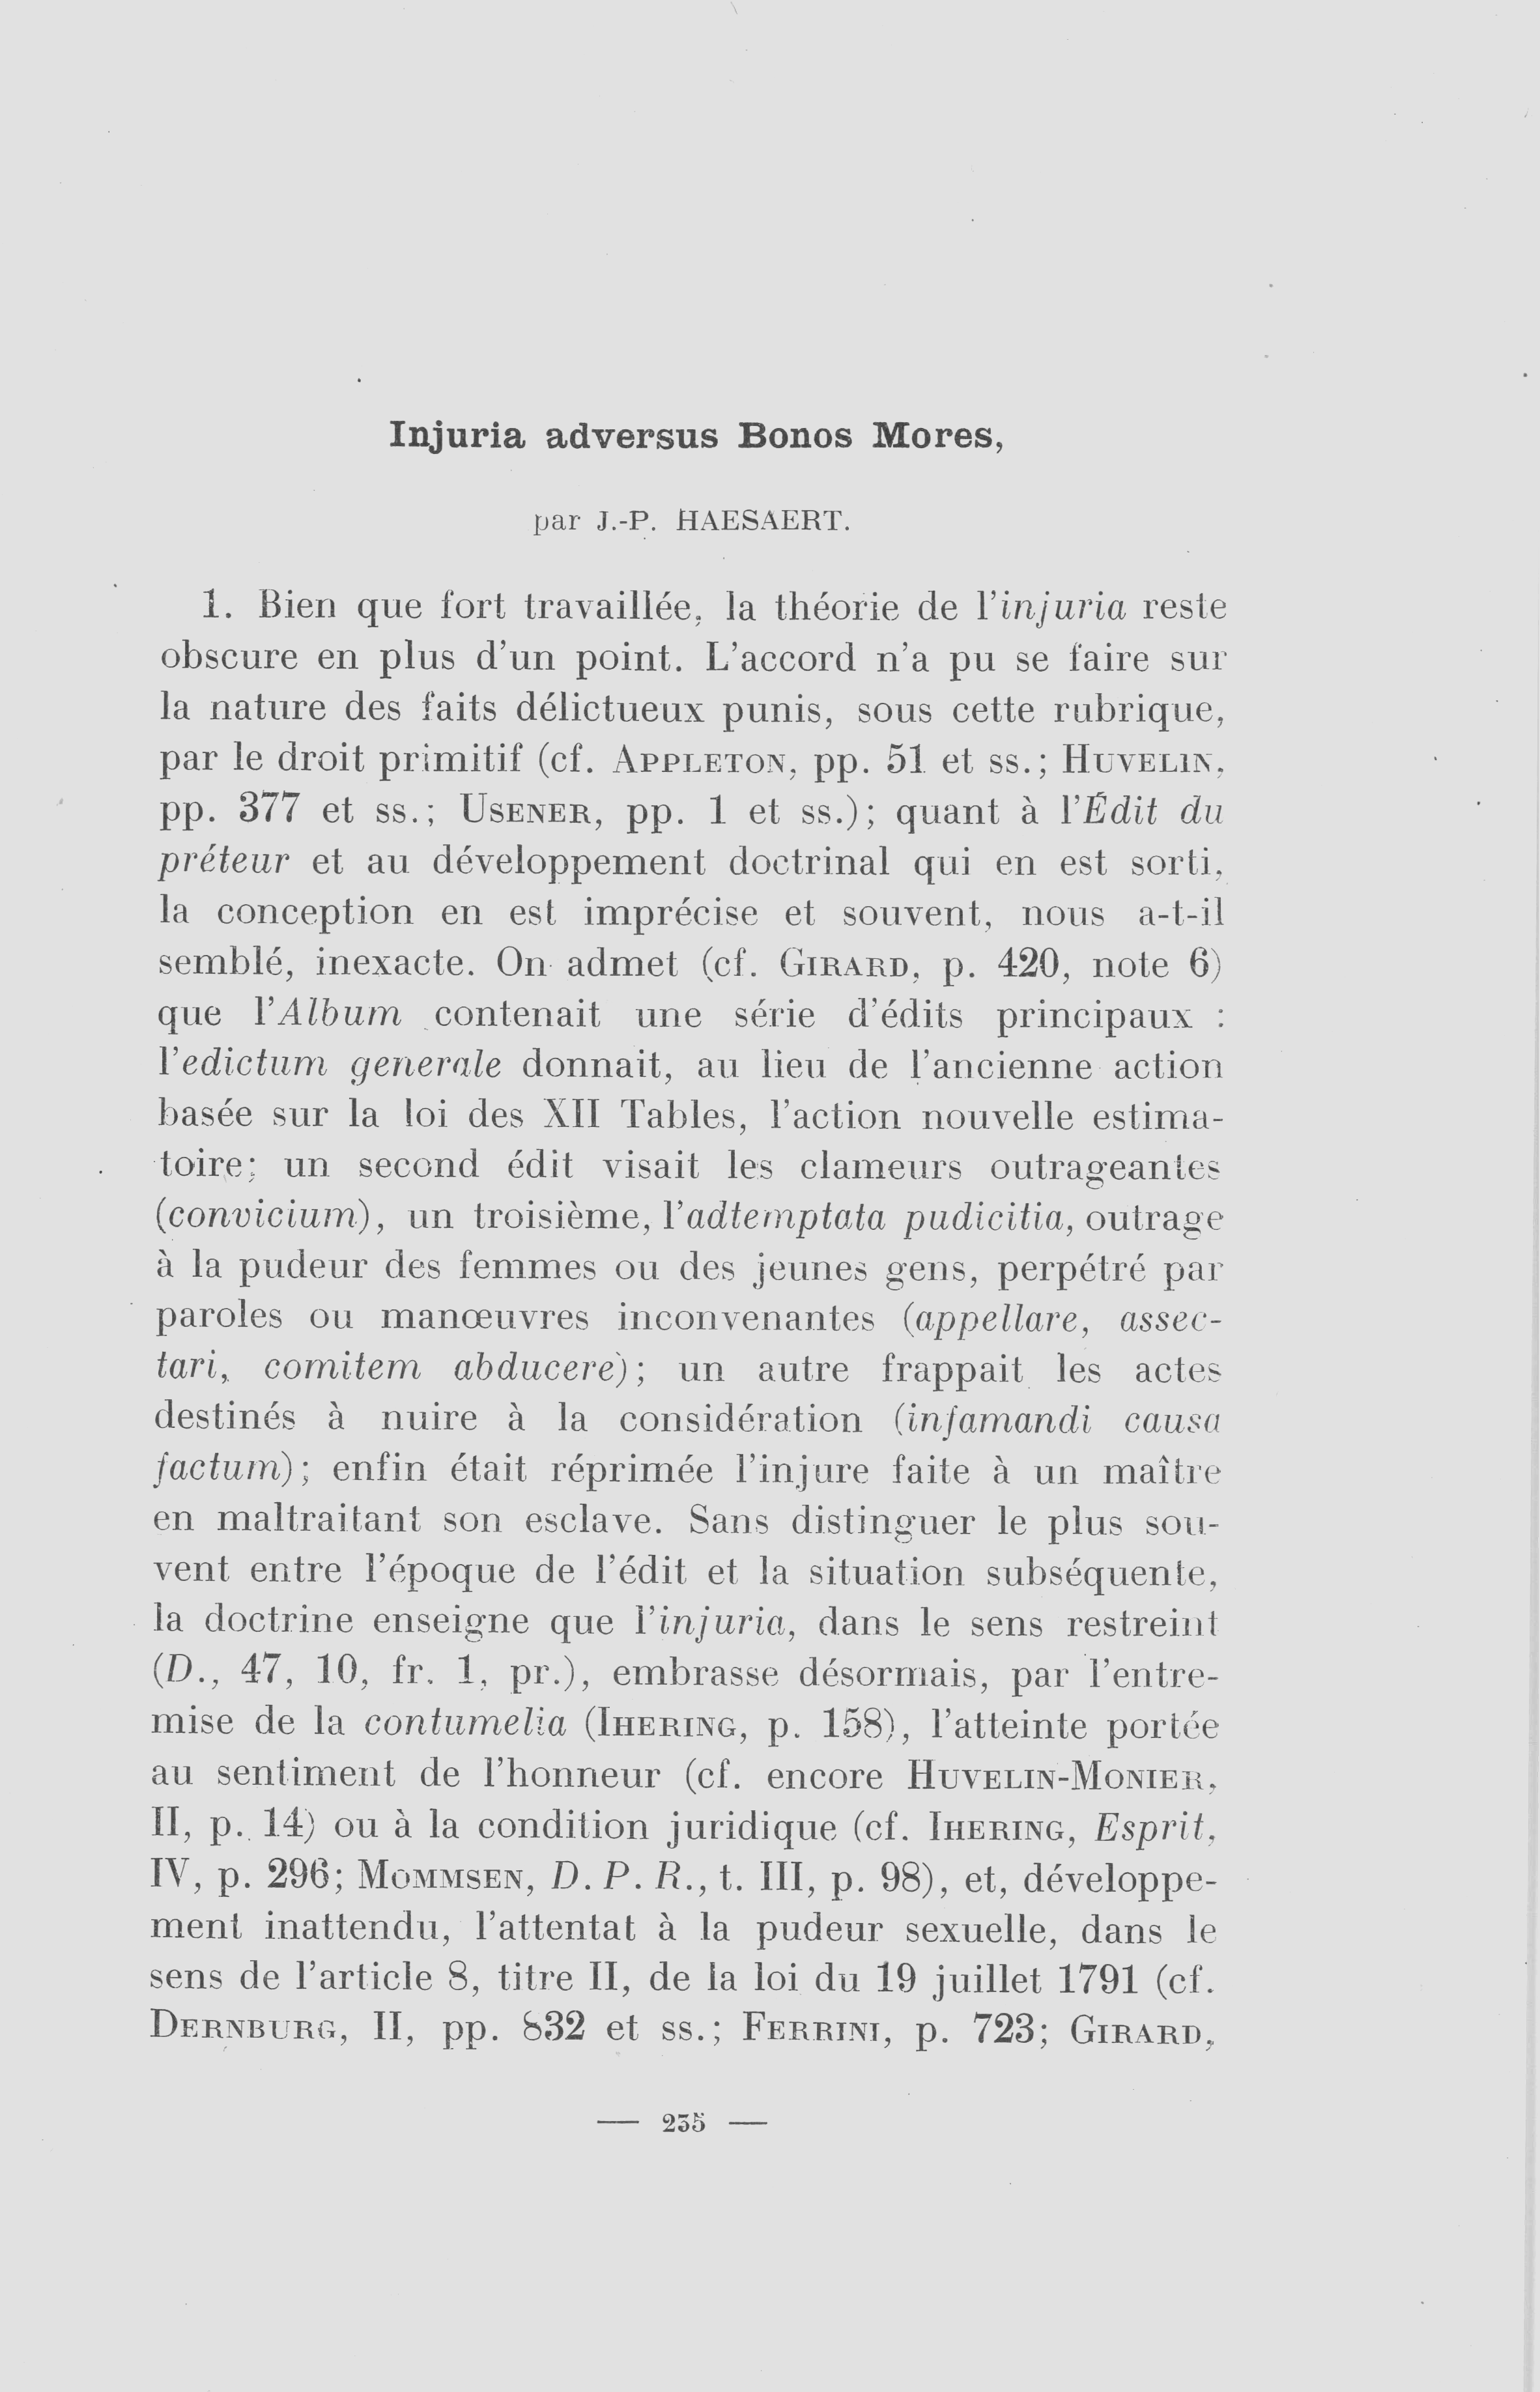 Injuria adversus Bonos Mores,
par J.-P. HAESAERT.
1. Bien que fort travaillée, la théorie de l'injuria reste
obscure en plus d'un point. L'accord n'a pu se faire sur
la nature des faits délictueux punis, sous cette rubrique,
par le droit primitif (cf. APPLETON, pp. 51 et ss.; HUVELIN,
pp. 377 et ss.; USENER, pp. 1 et ss.); quant à l'Édit du
préteur et au développement doctrinal qui en est sorti,
la conception en est imprécise et souvent, nous a-t-il
semblé, inexacte. On admet (cf. GIRARD, p. 420, note 6)
que l'Album contenait une série d'édits principaux :
l'edictum generale donnait, au lieu de l'ancienne action
basée sur la loi des XII Tables, l'action nouvelle estima-
toire; un second édit visait les clameurs outrageantes
(convicium), un troisième, l'adtemptata pudicitia, outrage
à la pudeur des femmes ou des jeunes gens, perpétré par
paroles ou manœuvres inconvenantes (appellare, assec-
tari, comitem abducere); un autre frappait les actes
destinés à nuire à la considération (infamandi causa
factum); enfin était réprimée l'injure faite à un maître
en maltraitant son esclave. Sans distinguer le plus sou-
vent entre l'époque de l'édit et la situation subséquente,
la doctrine enseigne que l'injuria, dans le sens restreint
(D., 47, 10, fr. 1, pr.), embrasse désormais, par l'entre-
mise de la contumelia (IHERING, p. 158), l'atteinte portée
au sentiment de l'honneur (cf. encore HUVELIN-MONIER,
II, p. 14) ou à la condition juridique (cf. IHERING, Esprit,
IV, p. 296; MOMMSEN, D. P. R., t. III, p. 98), et, développe-
ment inattendu, l'attentat à la pudeur sexuelle, dans le
sens de l'article 8, titre II, de la loi du 19 juillet 1791 (cf.
DERNBURG, II, pp. 832 et ss.; FERRINI, p. 723; GIRARD,
— 235 —